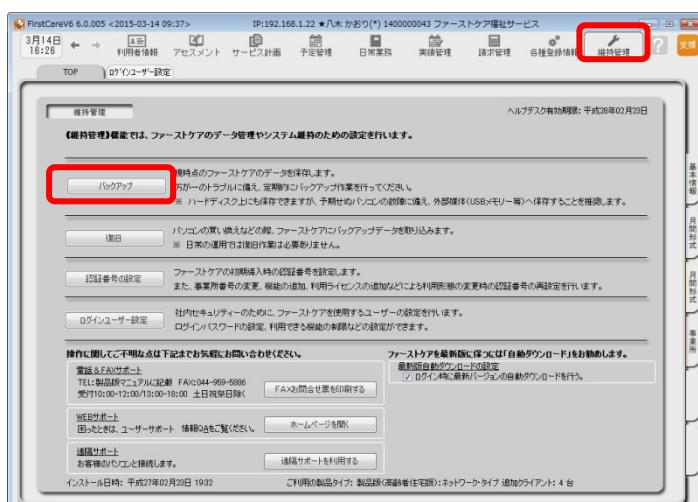 FirstCareV6 6.0.005 <2015-03-14 09:37> IP:192.168.1.22 ★八木 かおり(*) 1400000043 ファーストケア福祉サービス
3月14日
16:26
利用者情報 アセスメント サービス計画 予定管理 日常業務 実績管理 請求管理 各種登録情報 維持管理 ? 支援
TOP ログインユーザー設定
維持管理 ヘルプデスク有効期限: 平成28年02月23日
《維持管理》機能では、ファーストケアのデータ管理やシステム維持のための設定を行います。
バックアップ
現時点のファーストケアのデータを保存します。
万が一のトラブルに備え、定期的にバックアップ作業を行ってください。
※ ハードディスク上にも保存できますが、予期せぬパソコンの故障に備え、外部媒体(USBメモリー等)へ保存することを推奨します。
復旧
パソコンの買い換えなどの際、ファーストケアにバックアップデータを取り込みます。
※ 日常の運用では復旧作業は必要ありません。
認証番号の設定
ファーストケアの初期導入時の認証番号を設定します。
また、事業所番号の変更、機能の追加、利用ライセンスの追加などによる利用形態の変更時の認証番号の再設定を行います。
ログインユーザー設定
社内セキュリティーのために、ファーストケアを使用するユーザーの設定を行います。
ログインパスワードの設定、利用できる機能の制限などの設定ができます。
操作に関してご不明な点は下記までお気軽にお問い合わせください。
電話&FAXサポート
TEL:製品版マニュアルに記載 FAX:044-959-5886
受付10:00-12:00/13:00-18:00 土日祝祭日除く
FAXお問合せ票を印刷する
WEBサポート
困ったときは、ユーザーサポート 情報QAをご覧ください。
ホームページを開く
遠隔サポート
お客様のパソコンと接続します。
遠隔サポートを利用する
ファーストケアを最新版に保つには「自動ダウンロード」をお勧めします。
最新版自動ダウンロードの設定
ログイン時に最新バージョンの自動ダウンロードを行う。
インストール日時: 平成27年02月23日 1932 ご利用の製品タイプ: 製品版(高齢者住宅版):ネットワーク・タイプ 追加クライアント: 4 台
基本情報
月間形式
月間形式
事業所